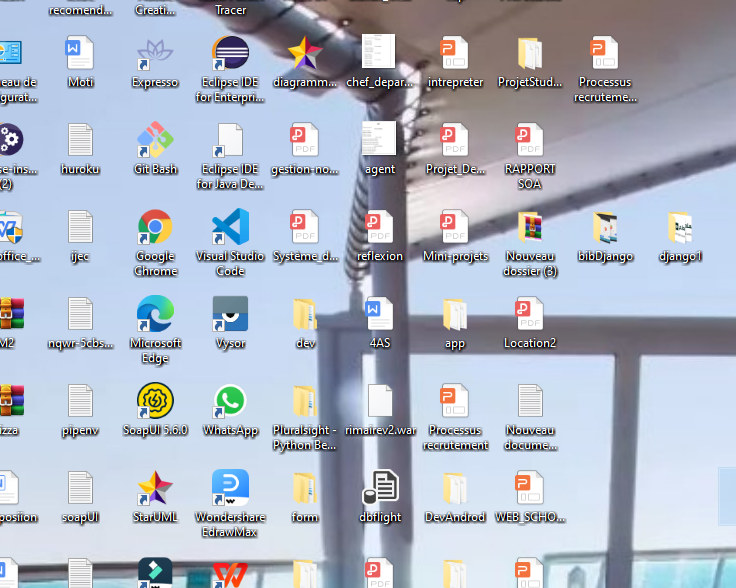 recomend...
Creati...
Tracer
eau de
gurat...
Moti
Expresso
Eclipse IDE
for Enterpri...
diagramm...
chef_depar...
intrepreter
ProjetStud...
Processus
recruteme...
se-ins...
(2)
huroku
Git Bash
Eclipse IDE
for Java De...
gestion-no...
agent
Projet_De...
RAPPORT
SOA
office_...
ijec
Google
Chrome
Visual Studio
Code
Système_d...
reflexion
Mini-projets
Nouveau
dossier (3)
bibDjango
django1
M2
nqwr-5cbs...
Microsoft
Edge
Vysor
dev
4AS
app
Location2
izza
pipenv
SoapUI 5.6.0
WhatsApp
Pluralsight -
Python Be...
rimairev2.war
Processus
recrutement
Nouveau
docume...
posiion
soapUI
StarUML
Wondershare
EdrawMax
form
dbflight
DevAndrod
WEB_SCHO...